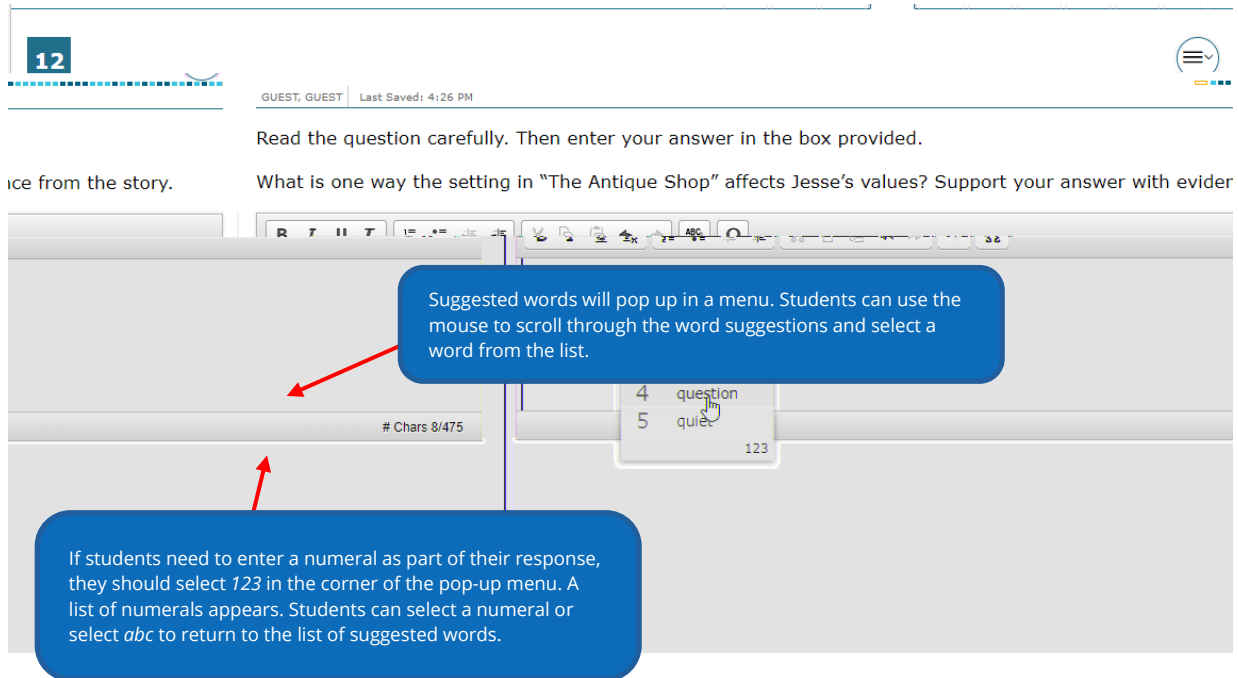 12
GUEST, GUEST Last Saved: 4:26 PM
Read the question carefully. Then enter your answer in the box provided.
nce from the story.
What is one way the setting in “The Antique Shop” affects Jesse’s values? Support your answer with eviden
B I U T
ABC
Suggested words will pop up in a menu. Students can use the
mouse to scroll through the word suggestions and select a
word from the list.
4 question
5 quiet
123
# Chars 8/475
If students need to enter a numeral as part of their response,
they should select 123 in the corner of the pop-up menu. A
list of numerals appears. Students can select a numeral or
select abc to return to the list of suggested words.